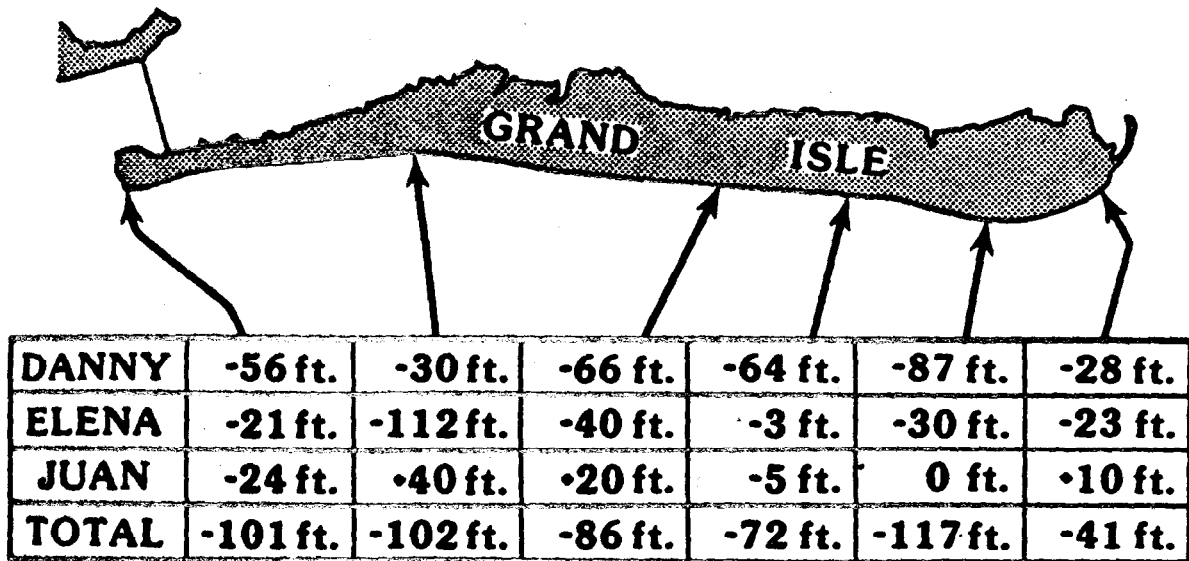 GRAND ISLE
DANNY -56 ft. -30 ft. -66 ft. -64 ft. -87 ft. -28 ft.
ELENA -21 ft. -112 ft. -40 ft. -3 ft. -30 ft. -23 ft.
JUAN -24 ft. +40 ft. +20 ft. -5 ft. 0 ft. +10 ft.
TOTAL -101 ft. -102 ft. -86 ft. -72 ft. -117 ft. -41 ft.